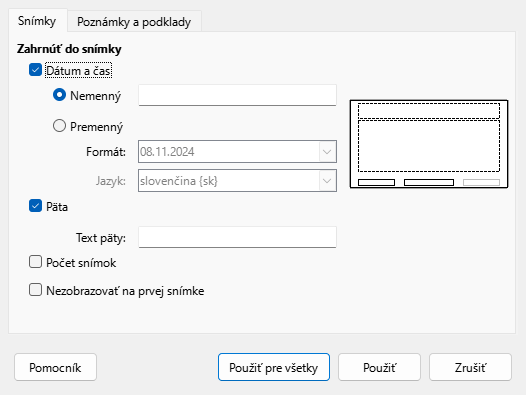 Snímky
Poznámky a podklady
Zahrnúť do snímky
Dátum a čas
Nemenný
Premenný
Formát: 08.11.2024
Jazyk: slovenčina {sk}
Päta
Text päty:
Počet snímok
Nezobrazovať na prvej snímke
Pomocník
Použiť pre všetky
Použiť
Zrušiť